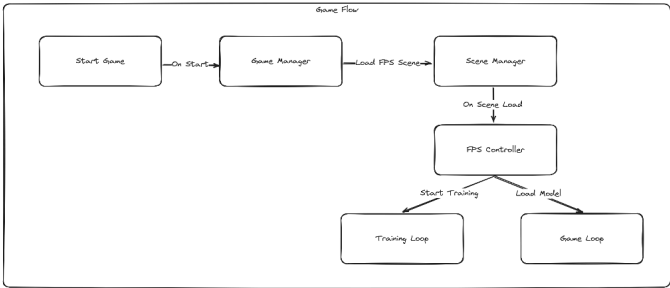 Game Flow
Start Game
On Start
Game Manager
Load FPS Scene
Scene Manager
On Scene Load
FPS Controller
Start Training
Load Model
Training Loop
Game Loop